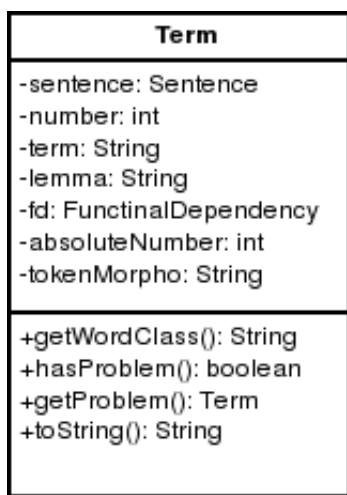 Term
-sentence: Sentence
-number: int
-term: String
-lemma: String
-fd: FunctinalDependency
-absoluteNumber: int
-tokenMorpho: String
+getWordClass(): String
+hasProblem(): boolean
+getProblem(): Term
+toString(): String